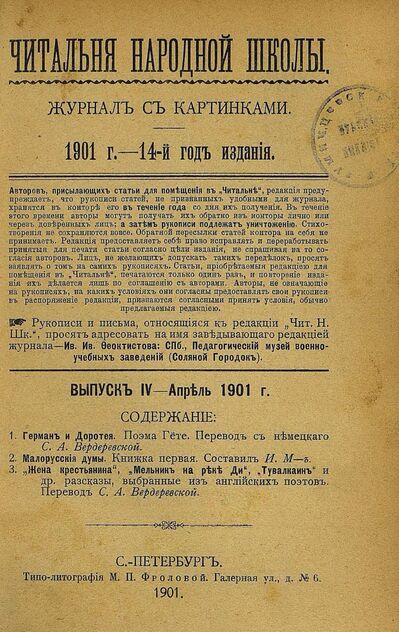 ЧИТАЛЬНЯ НАРОДНОЙ ШКОЛЫ.
ЖУРНАЛЪ СЪ КАРТИНКАМИ.
1901 г.—14-й годъ изданія.
Авторовъ, присылающихъ статьи для помѣщенія въ „Читальнѣ“, редакція преду-
преждаетъ, что рукописи статей, не признанныхъ удобными для журнала,
хранятся въ конторѣ его въ теченіе года со дня ихъ полученія. Въ теченіе
этого времени авторы могутъ получать ихъ обратно изъ конторы лично или
черезъ довѣренныхъ лицъ; а затѣмъ рукописи подлежатъ уничтоженію. Стихо-
творенія не сохраняются вовсе. Обратной пересылки статей контора на себя не
принимаетъ. Редакція предоставляетъ себѣ право исправлять и переработывать
принятыя для печати статьи согласно цѣли изданія, не спрашивая на то со-
гласія авторовъ. Лицъ, не желающихъ допускать такихъ передѣлокъ, просятъ
заявлять о томъ на самихъ рукописяхъ. Статьи, пріобрѣтаемыя редакціею для
помѣщенія въ „Читальнѣ“, печатаются только одинъ разъ, и повтореніе изда-
нія ихъ дѣлается лишь по соглашенію съ авторами. Авторы, не означающіе
на рукописяхъ, на какихъ условіяхъ они согласны предоставить свои рукописи
въ распоряженіе редакціи, признаются согласными принять условія, обычно
предлагаемыя редакціею.
☛ Рукописи и письма, относящіяся къ редакціи „Чит. Н.
Шк.“, просятъ адресовать на имя завѣдывающаго редакціей
журнала—Ив. Ив. Ѳеоктистова: СПб., Педагогическій музей военно-
учебныхъ заведеній (Соляной Городокъ).
ВЫПУСКЪ IV—Апрѣль 1901 г.
СОДЕРЖАНІЕ:
1. Германъ и Доротея. Поэма Гёте. Переводъ съ нѣмецкаго
С. А. Вердеревской.
2. Малорусскія думы. Книжка первая. Составилъ И. М—ъ.
3. „Жена крестьянина“, „Мельникъ на рѣкѣ Ди“, „Тувалкаинъ“ и
др. разсказы, выбранные изъ англійскихъ поэтовъ.
Переводъ С. А. Вердеревской.
С.-ПЕТЕРБУРГЪ.
Типо-литографія М. П. Фроловой. Галерная ул., д. № 6.
1901.